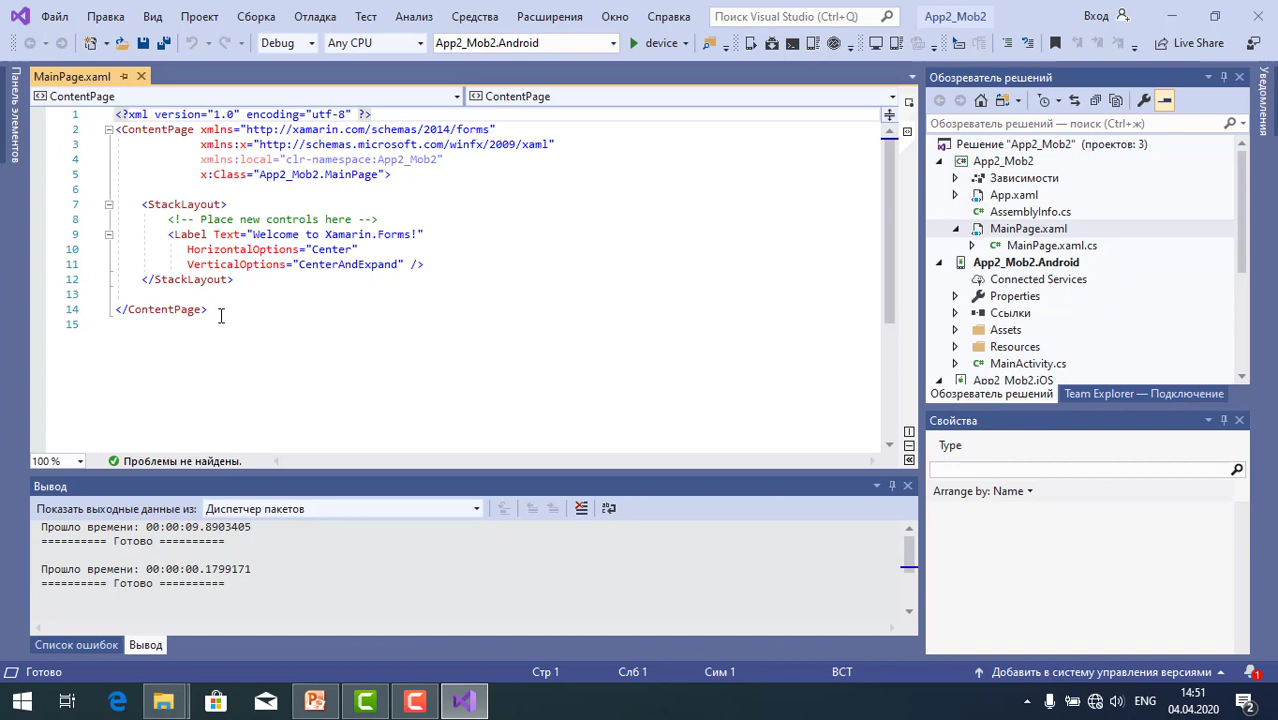 Файл Правка Вид Проект Сборка Отладка Тест Анализ Средства Расширения Окно Справка Поиск Visual Studio (Ctrl+Q) App2_Mob2 Вход
Debug Any CPU App2_Mob2.Android device Live Share
Панель элементов
MainPage.xaml
ContentPage ContentPage
1 <?xml version="1.0" encoding="utf-8" ?>
2 <ContentPage xmlns="http://xamarin.com/schemas/2014/forms"
3 xmlns:x="http://schemas.microsoft.com/winfx/2009/xaml"
4 xmlns:local="clr-namespace:App2_Mob2"
5 x:Class="App2_Mob2.MainPage">
6
7 <StackLayout>
8 <!-- Place new controls here -->
9 <Label Text="Welcome to Xamarin.Forms!"
10 HorizontalOptions="Center"
11 VerticalOptions="CenterAndExpand" />
12 </StackLayout>
13
14 </ContentPage>
15
100 % Проблемы не найдены.
Вывод
Показать выходные данные из: Диспетчер пакетов
Прошло времени: 00:00:09.8903405
========== Готово ==========
Прошло времени: 00:00:00.1799171
========== Готово ==========
Список ошибок Вывод
Обозреватель решений
Обозреватель решений — поиск (Ctrl+ж)
Решение "App2_Mob2" (проектов: 3)
App2_Mob2
Зависимости
App.xaml
AssemblyInfo.cs
MainPage.xaml
MainPage.xaml.cs
App2_Mob2.Android
Connected Services
Properties
Ссылки
Assets
Resources
MainActivity.cs
App2_Mob2.iOS
Обозреватель решений Team Explorer — Подключение
Свойства
Type
Arrange by: Name
Уведомления
Готово Стр 1 Слб 1 Сим 1 ВСТ Добавить в систему управления версиями 1
ENG 14:51
04.04.2020 2